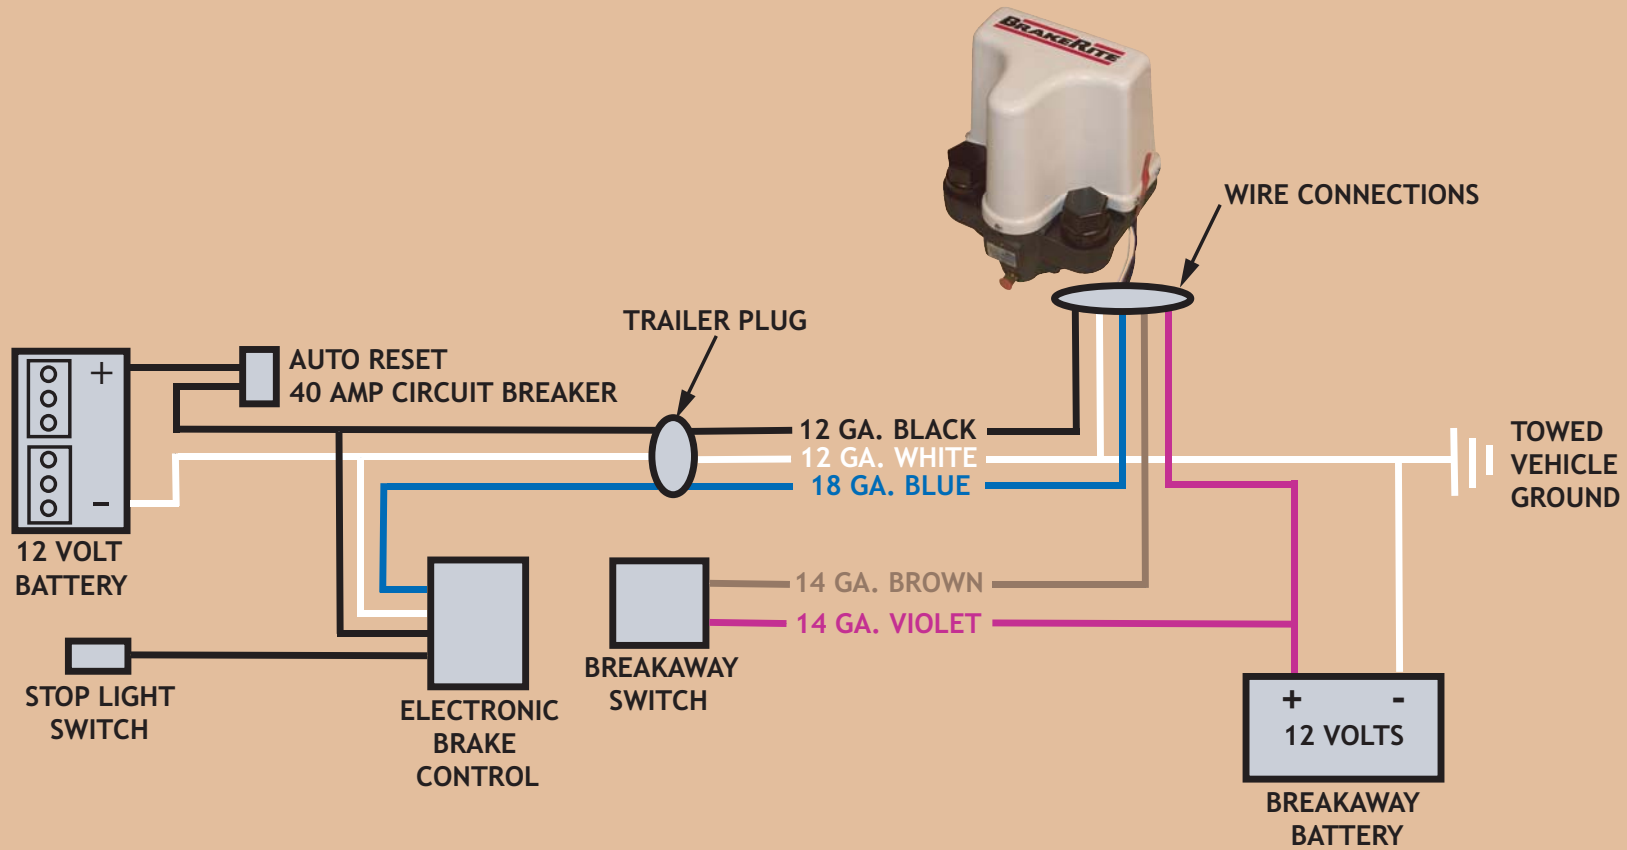 BRAKERITE
WIRE CONNECTIONS
TRAILER PLUG
AUTO RESET
40 AMP CIRCUIT BREAKER
+
-
12 VOLT
BATTERY
12 GA. BLACK
12 GA. WHITE
18 GA. BLUE
TOWED
VEHICLE
GROUND
14 GA. BROWN
14 GA. VIOLET
STOP LIGHT
SWITCH
ELECTRONIC
BRAKE
CONTROL
BREAKAWAY
SWITCH
+ -
12 VOLTS
BREAKAWAY
BATTERY